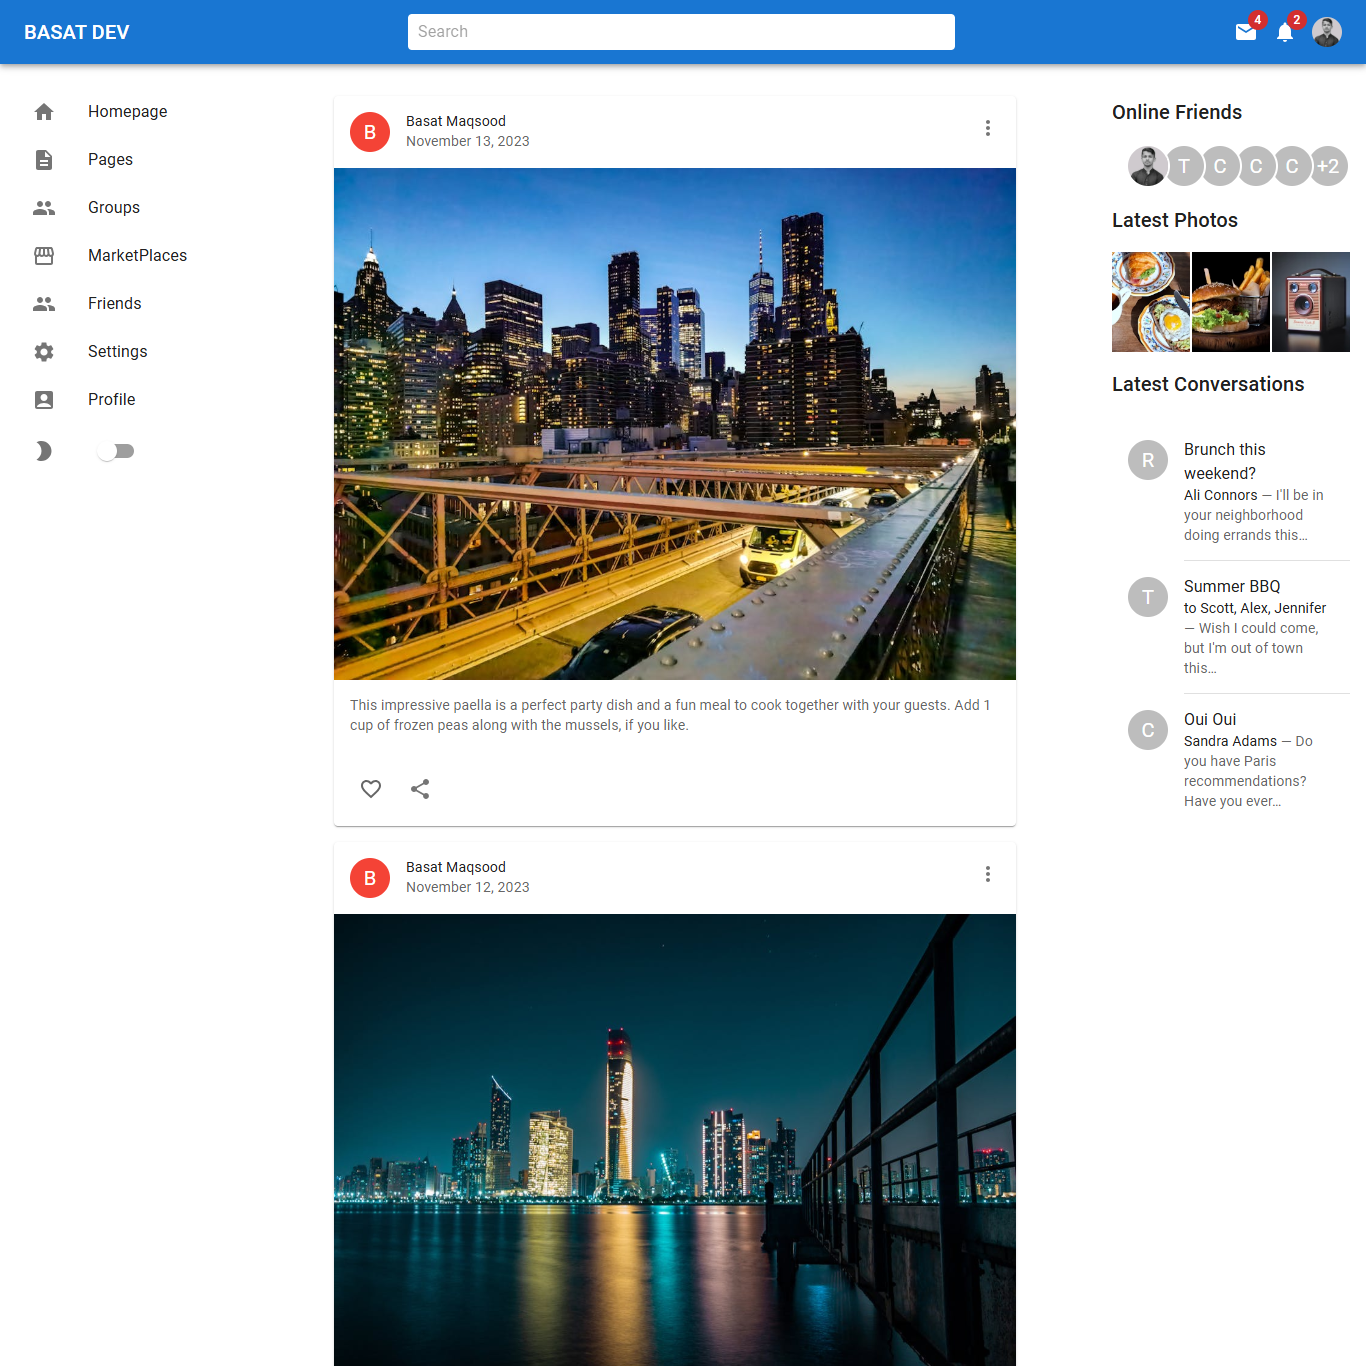 BASAT DEV
Search
4
2
Homepage
Pages
Groups
MarketPlaces
Friends
Settings
Profile
B
Basat Maqsood
November 13, 2023
This impressive paella is a perfect party dish and a fun meal to cook together with your guests. Add 1
cup of frozen peas along with the mussels, if you like.
B
Basat Maqsood
November 12, 2023
Online Friends
T
C
C
C
+2
Latest Photos
Latest Conversations
R
Brunch this
weekend?
Ali Connors — I'll be in
your neighborhood
doing errands this…
T
Summer BBQ
to Scott, Alex, Jennifer
— Wish I could come,
but I'm out of town
this…
C
Oui Oui
Sandra Adams — Do
you have Paris
recommendations?
Have you ever…